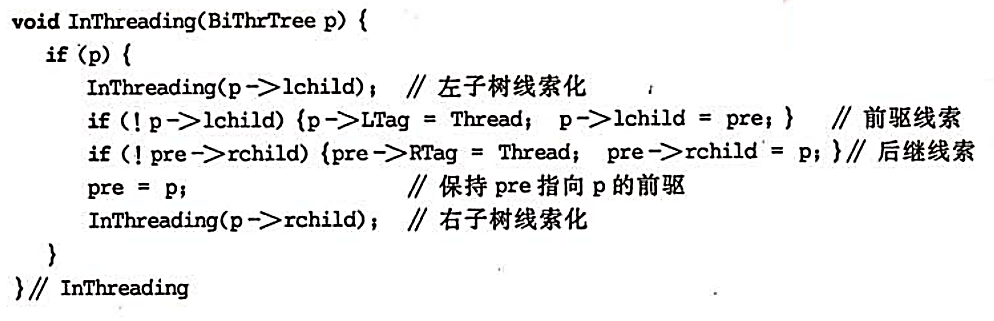 void InThreading(BiThrTree p) {
if (p) {
InThreading(p->lchild); // 左子树线索化
if (! p->lchild) {p->LTag = Thread; p->lchild = pre; } // 前驱线索
if (! pre->rchild) {pre->RTag = Thread; pre->rchild = p; }// 后继线索
pre = p; // 保持 pre 指向 p 的前驱
InThreading(p->rchild); // 右子树线索化
}
}// InThreading